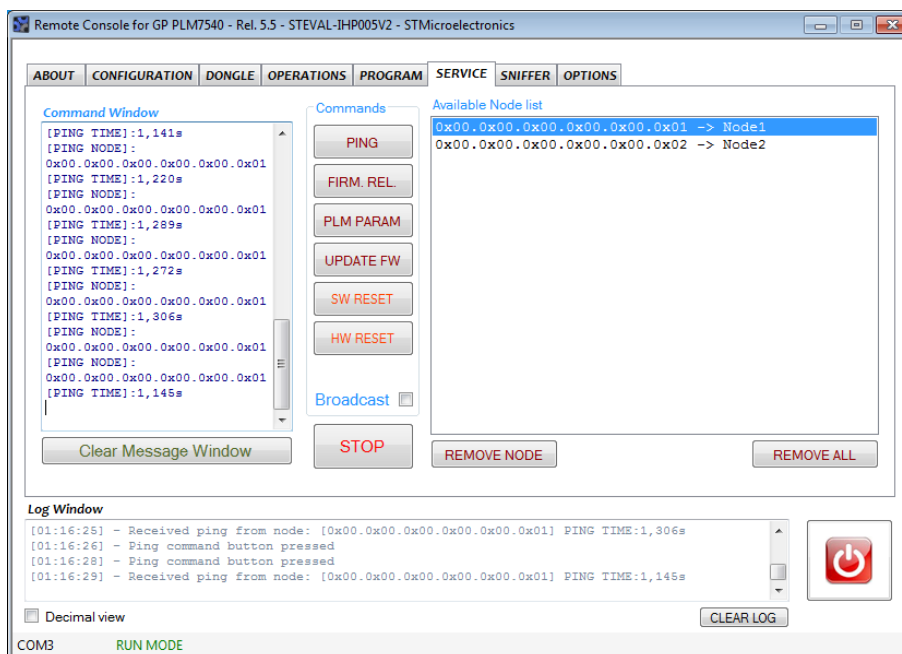 Remote Console for GP PLM7540 - Rel. 5.5 - STEVAL-IHP005V2 - STMicroelectronics
ABOUT CONFIGURATION DONGLE OPERATIONS PROGRAM SERVICE SNIFFER OPTIONS
Command Window
[PING TIME]:1,141s
[PING NODE]:
0x00.0x00.0x00.0x00.0x00.0x01
[PING TIME]:1,220s
[PING NODE]:
0x00.0x00.0x00.0x00.0x00.0x01
[PING TIME]:1,289s
[PING NODE]:
0x00.0x00.0x00.0x00.0x00.0x01
[PING TIME]:1,272s
[PING NODE]:
0x00.0x00.0x00.0x00.0x00.0x01
[PING TIME]:1,306s
[PING NODE]:
0x00.0x00.0x00.0x00.0x00.0x01
[PING NODE]:
0x00.0x00.0x00.0x00.0x00.0x01
[PING TIME]:1,145s
Clear Message Window
Commands
PING
FIRM. REL.
PLM PARAM
UPDATE FW
SW RESET
HW RESET
Broadcast
STOP
Available Node list
0x00.0x00.0x00.0x00.0x00.0x01 -> Node1
0x00.0x00.0x00.0x00.0x00.0x02 -> Node2
REMOVE NODE
REMOVE ALL
Log Window
[01:16:25] - Received ping from node: [0x00.0x00.0x00.0x00.0x00.0x01] PING TIME:1,306s
[01:16:26] - Ping command button pressed
[01:16:28] - Ping command button pressed
[01:16:29] - Received ping from node: [0x00.0x00.0x00.0x00.0x00.0x01] PING TIME:1,145s
Decimal view
CLEAR LOG
COM3 RUN MODE